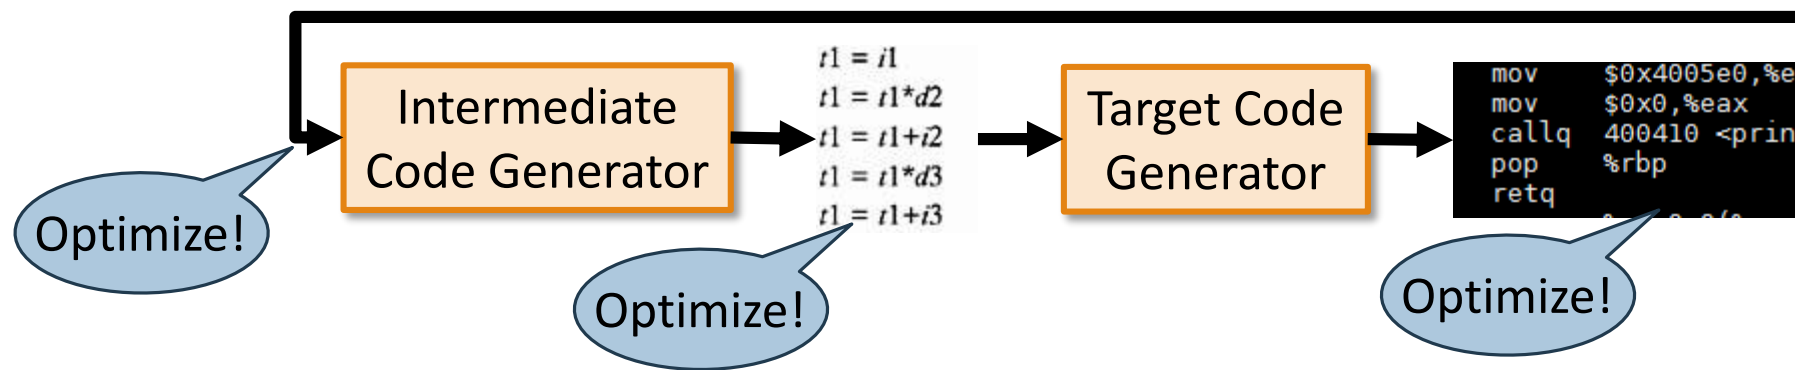 Intermediate
Code Generator
t1 = i1
t1 = t1*d2
t1 = t1+i2
t1 = t1*d3
t1 = t1+i3
Target Code
Generator
mov $0x4005e0,%e
mov $0x0,%eax
callq 400410 <prin
pop %rbp
retq
Optimize!
Optimize!
Optimize!